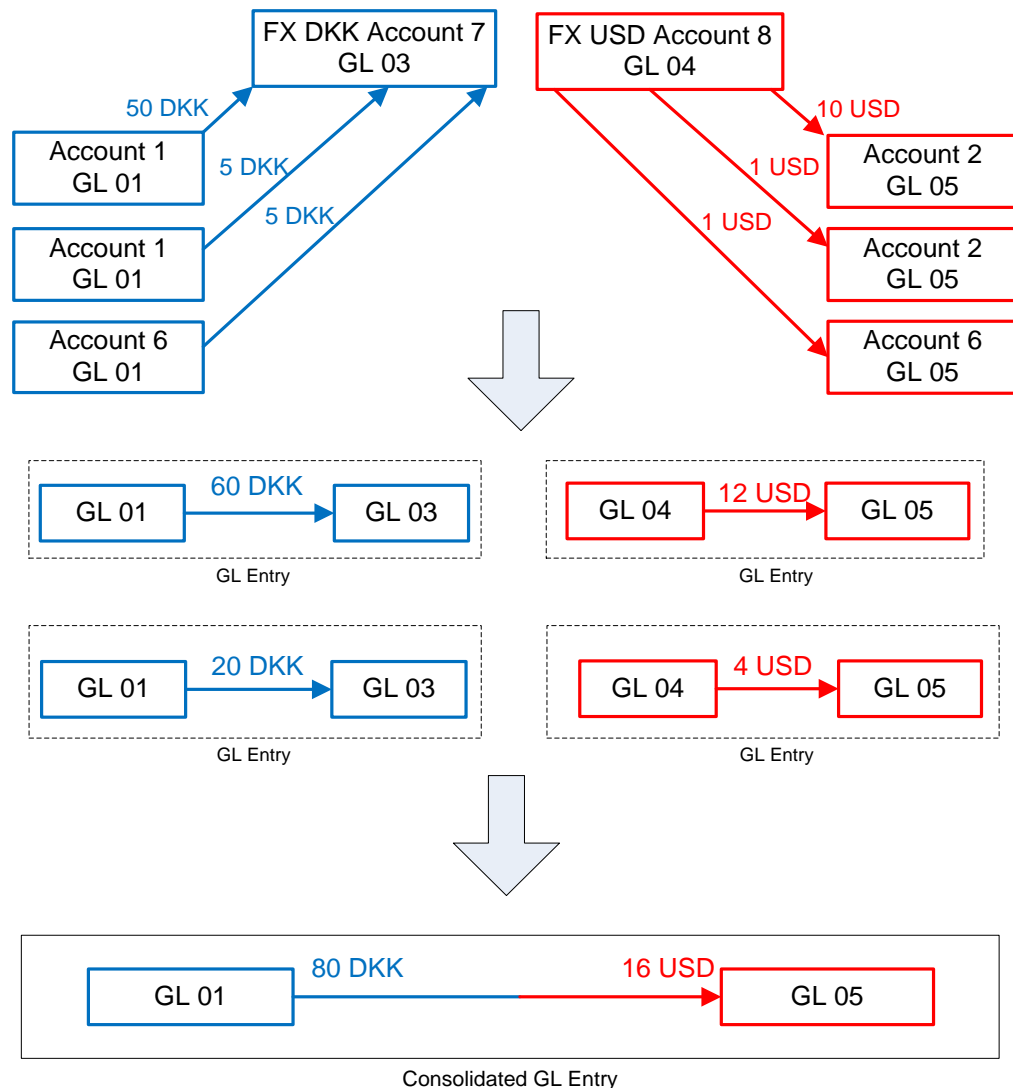 FX DKK Account 7
GL 03
FX USD Account 8
GL 04
50 DKK
10 USD
Account 1
GL 01
5 DKK
1 USD
Account 2
GL 05
5 DKK
1 USD
Account 1
GL 01
Account 2
GL 05
Account 6
GL 01
Account 6
GL 05
GL 01
60 DKK
GL 03
GL Entry
GL 04
12 USD
GL 05
GL Entry
GL 01
20 DKK
GL 03
GL Entry
GL 04
4 USD
GL 05
GL Entry
GL 01
80 DKK
16 USD
GL 05
Consolidated GL Entry